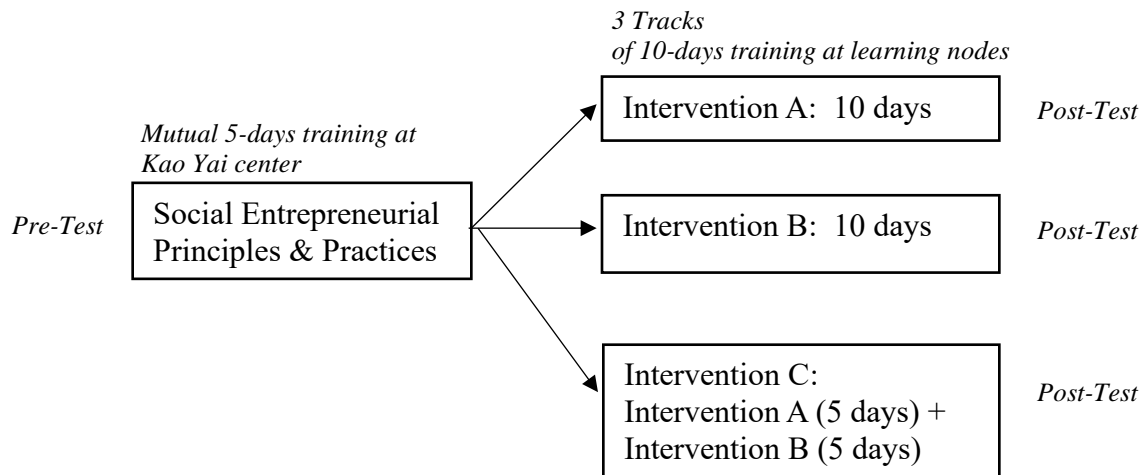 3 Tracks
of 10-days training at learning nodes
Intervention A:  10 days
Post-Test
Mutual 5-days training at
Kao Yai center
Pre-Test
Social Entrepreneurial
Principles & Practices
Intervention B:  10 days
Post-Test
Intervention C:
Intervention A (5 days) +
Intervention B (5 days)
Post-Test